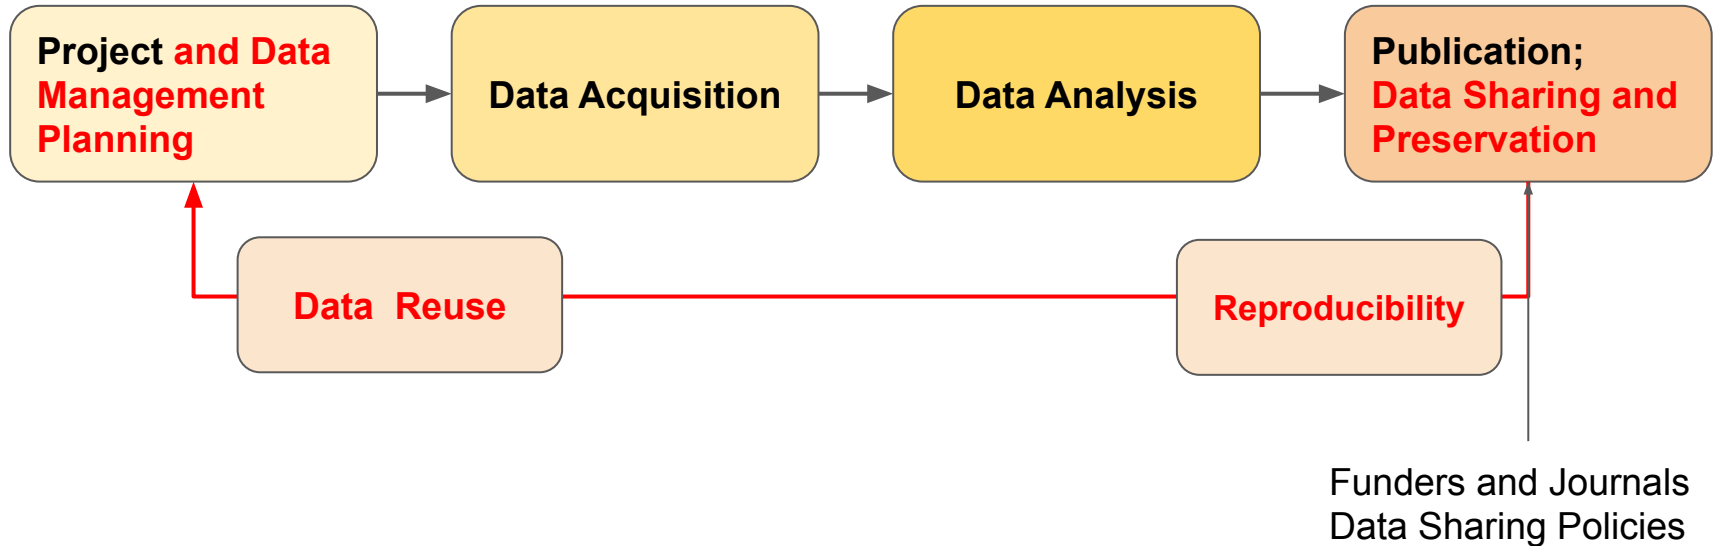 Project and Data
Management
Planning
Data Acquisition
Data Analysis
Publication;
Data Sharing and
Preservation
Data  Reuse
Reproducibility
Funders and Journals
Data Sharing Policies